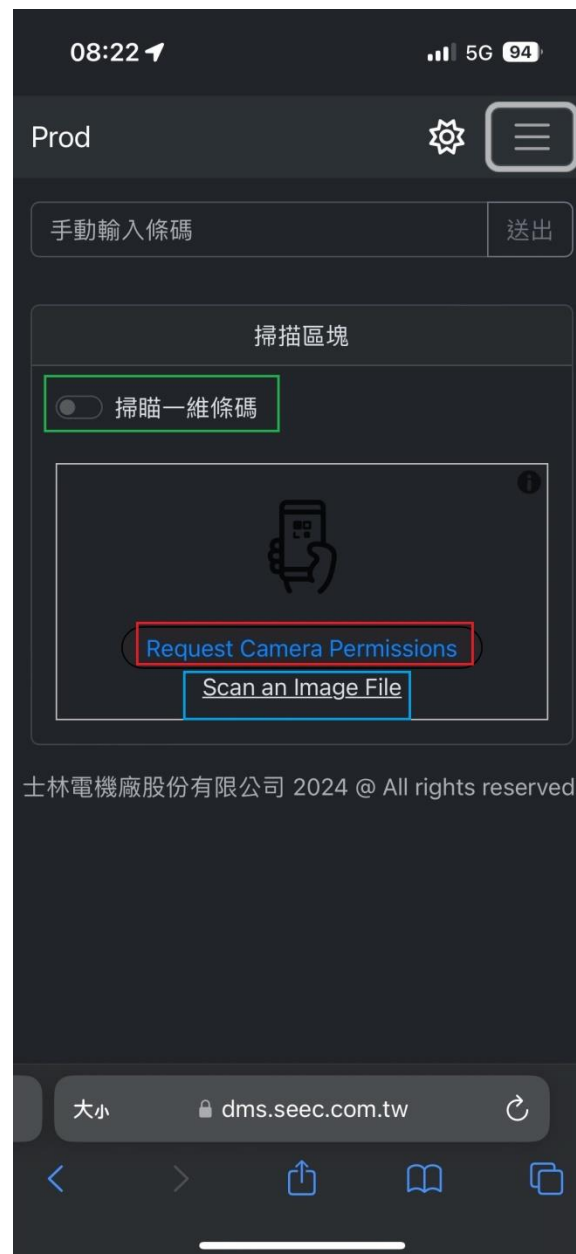 08:22
5G 94
Prod
手動輸入條碼 送出
掃描區塊
掃瞄一維條碼
Request Camera Permissions
Scan an Image File
士林電機廠股份有限公司 2024 @ All rights reserved
大小 dms.seec.com.tw